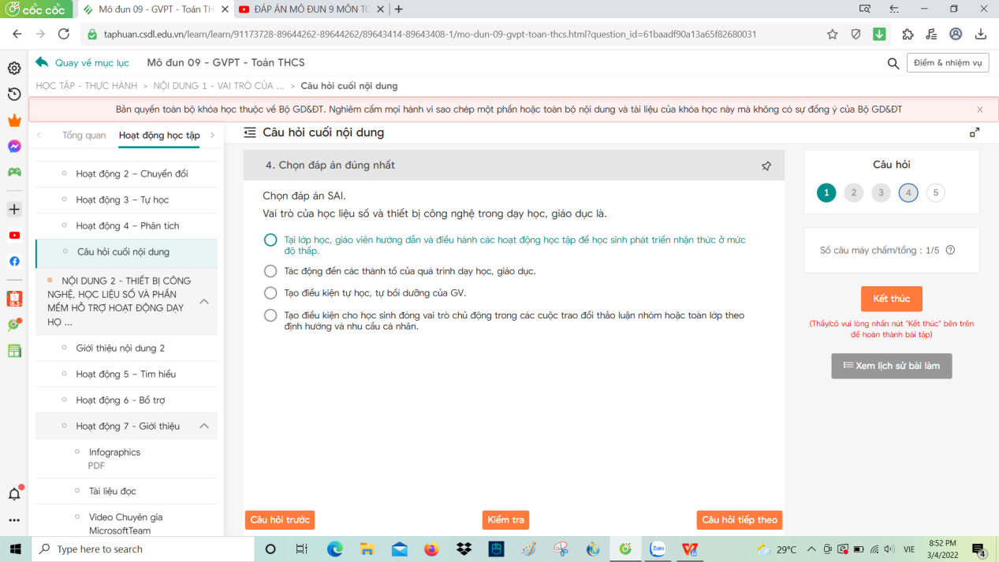 cốc cốc
Mô đun 09 - GVPT - Toán TH
ĐÁP ÁN MÔ ĐUN 9 MÔN TO
taphuan.csdl.edu.vn/learn/learn/91173728-89644262-89644262/89643414-89643408-1/mo-dun-09-gvpt-toan-thcs.html?question_id=61baadf90a13a65f82680031
Quay về mục lục
Mô đun 09 - GVPT - Toán THCS
Điểm & nhiệm vụ
HỌC TẬP - THỰC HÀNH > NỘI DUNG 1 - VAI TRÒ CỦA ... > Câu hỏi cuối nội dung
Bản quyền toàn bộ khóa học thuộc về Bộ GD&ĐT. Nghiêm cấm mọi hành vi sao chép một phần hoặc toàn bộ nội dung và tài liệu của khóa học này mà không có sự đồng ý của Bộ GD&ĐT
Tổng quan
Hoạt động học tập
Hoạt động 2 – Chuyển đổi
Hoạt động 3 – Tự học
Hoạt động 4 – Phân tích
Câu hỏi cuối nội dung
NỘI DUNG 2 - THIẾT BỊ CÔNG
NGHỆ, HỌC LIỆU SỐ VÀ PHẦN
MỀM HỖ TRỢ HOẠT ĐỘNG DẠY
HỌ ...
Giới thiệu nội dung 2
Hoạt động 5 – Tìm hiểu
Hoạt động 6 - Bổ trợ
Hoạt động 7 - Giới thiệu
Infographics
PDF
Tài liệu đọc
Video Chuyên gia
MicrosoftTeam
Câu hỏi cuối nội dung
4. Chọn đáp án đúng nhất
Chọn đáp án SAI.
Vai trò của học liệu số và thiết bị công nghệ trong dạy học, giáo dục là.
Tại lớp học, giáo viên hướng dẫn và điều hành các hoạt động học tập để học sinh phát triển nhận thức ở mức
độ thấp.
Tác động đến các thành tố của quá trình dạy học, giáo dục.
Tạo điều kiện tự học, tự bồi dưỡng của GV.
Tạo điều kiện cho học sinh đóng vai trò chủ động trong các cuộc trao đổi thảo luận nhóm hoặc toàn lớp theo
định hướng và nhu cầu cá nhân.
Câu hỏi trước
Kiểm tra
Câu hỏi tiếp theo
Câu hỏi
1 2 3 4 5
Số câu máy chấm/tổng : 1/5
Kết thúc
(Thầy/cô vui lòng nhấn nút "Kết thúc" bên trên
để hoàn thành bài tập)
Xem lịch sử bài làm
Type here to search
Zalo
29°C
VIE
8:52 PM
3/4/2022
4